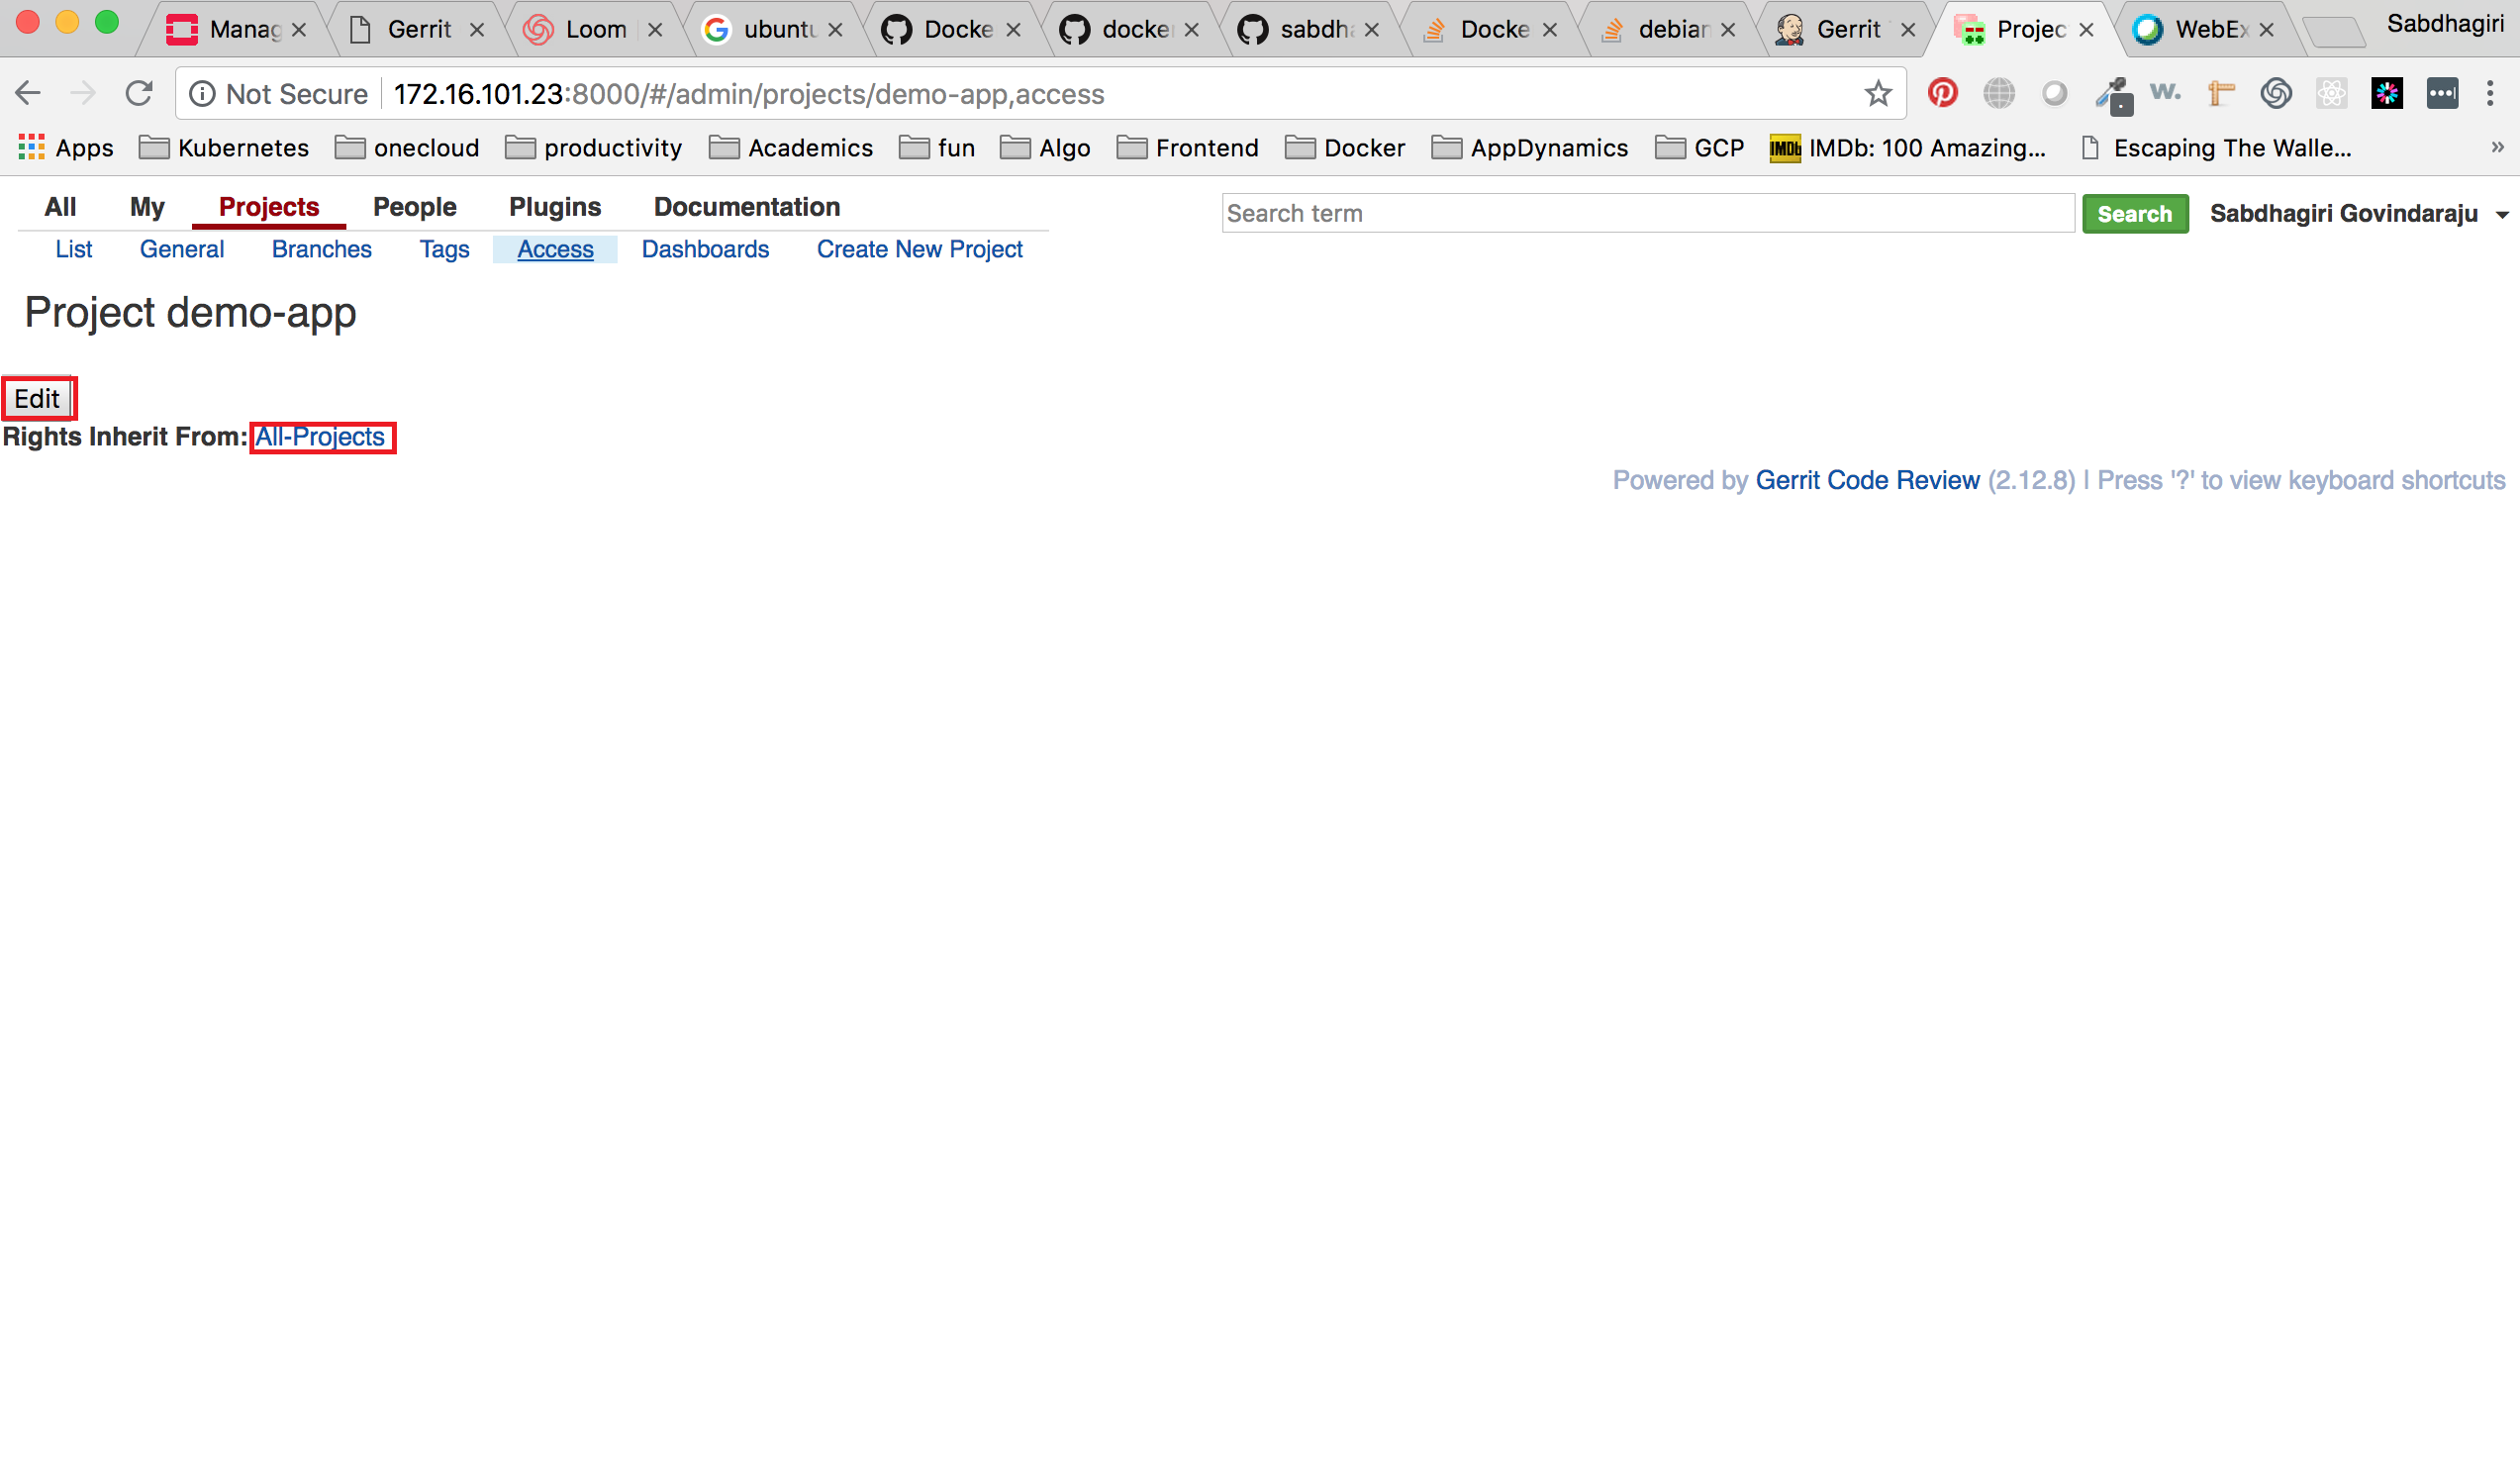 Manag Gerrit Loom ubuntu Docke docke sabdha Docke debian Gerrit Projec WebEx Sabdhagiri
Not Secure 172.16.101.23:8000/#/admin/projects/demo-app,access
Apps Kubernetes onecloud productivity Academics fun Algo Frontend Docker AppDynamics GCP IMDb IMDb: 100 Amazing... Escaping The Walle... »
All My Projects People Plugins Documentation Search term Search Sabdhagiri Govindaraju
List General Branches Tags Access Dashboards Create New Project
Project demo-app
Edit
Rights Inherit From: All-Projects
Powered by Gerrit Code Review (2.12.8) | Press '?' to view keyboard shortcuts